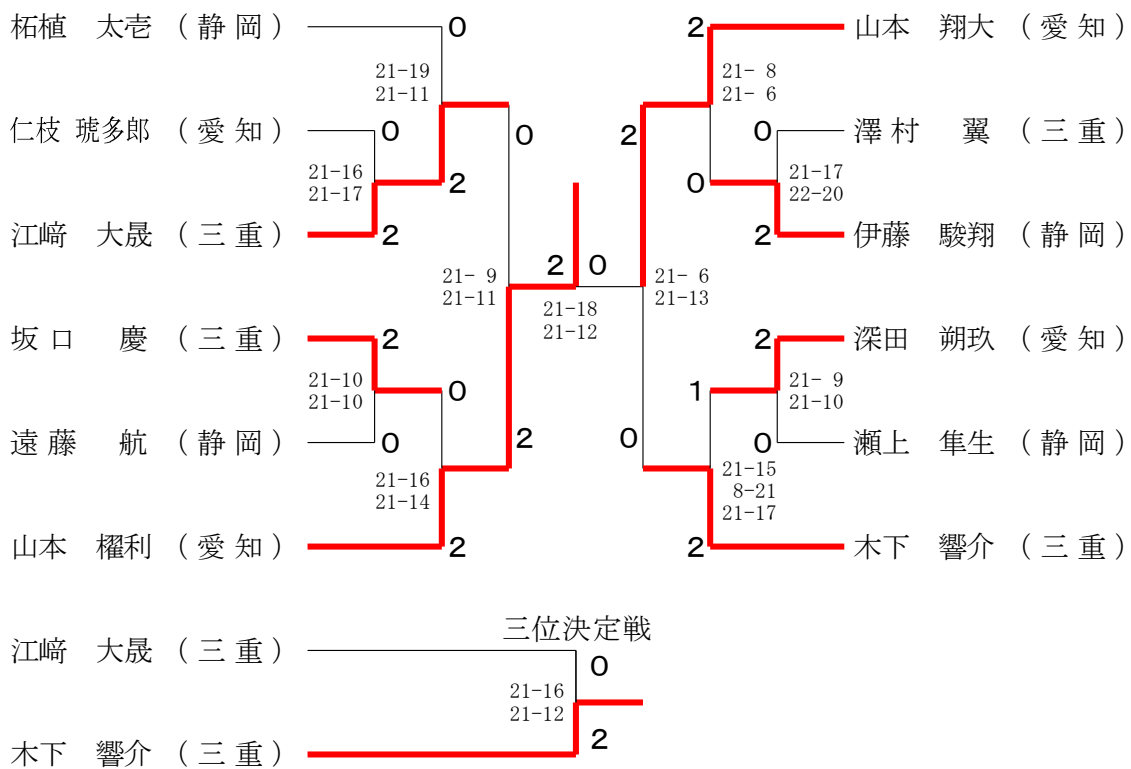 柘植　太壱 （静岡） 0 2 山本　翔大 （愛知）
21-19 21- 8
21-11 21- 6
仁枝 琥多郎 （愛知） 0 0 2 0 澤村　翼 （三重）
21-16 21-17
21-17 2 0 22-20
江﨑　大晟 （三重） 2 2 伊藤　駿翔 （静岡）
21- 9 2 0 21- 6
21-11 21-18 21-13
21-12
坂口　慶 （三重） 2 2 深田　朔玖 （愛知）
21-10 0 1 21- 9
21-10 21-10
遠藤　航 （静岡） 0 2 0 0 瀬上　隼生 （静岡）
21-16 21-15
21-14 8-21
21-17
山本　櫂利 （愛知） 2 2 木下　響介 （三重）
三位決定戦
江﨑　大晟 （三重） 0
21-16
21-12
木下　響介 （三重） 2